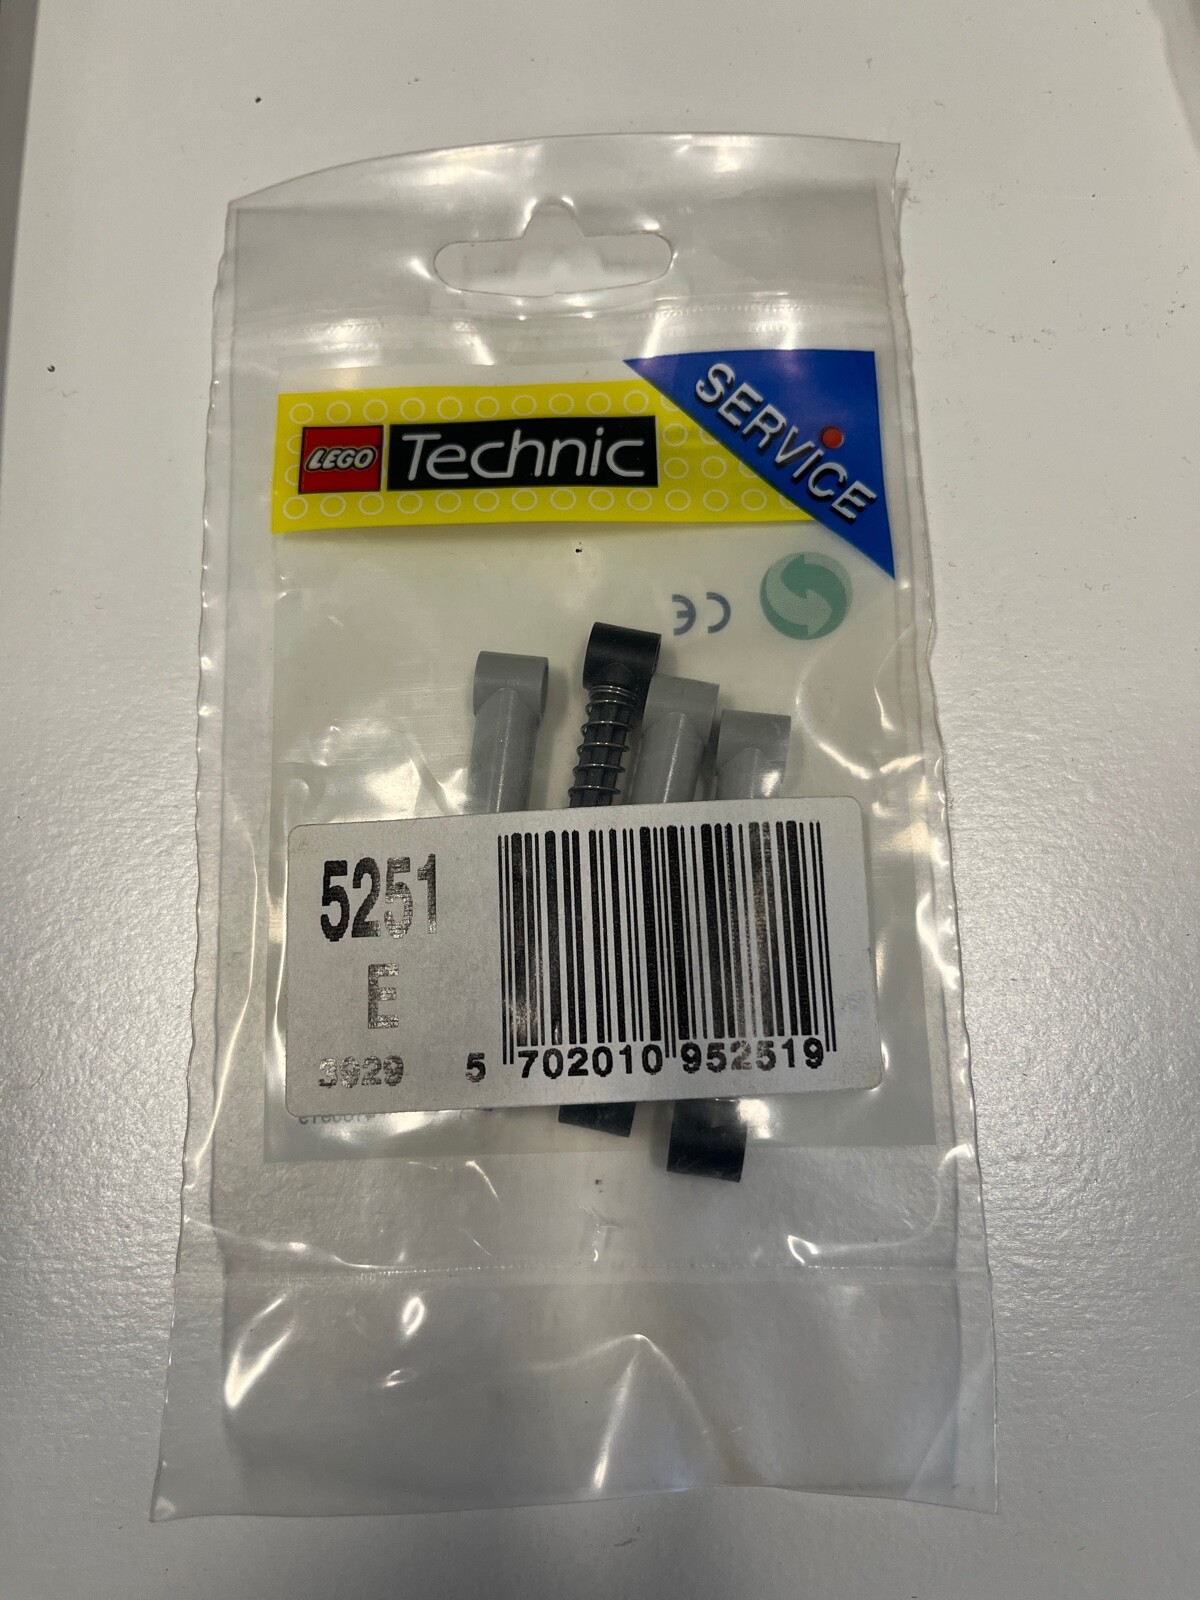 SERVICE
LEGO Technic
CE
5251
E
3929
5 702010 952519